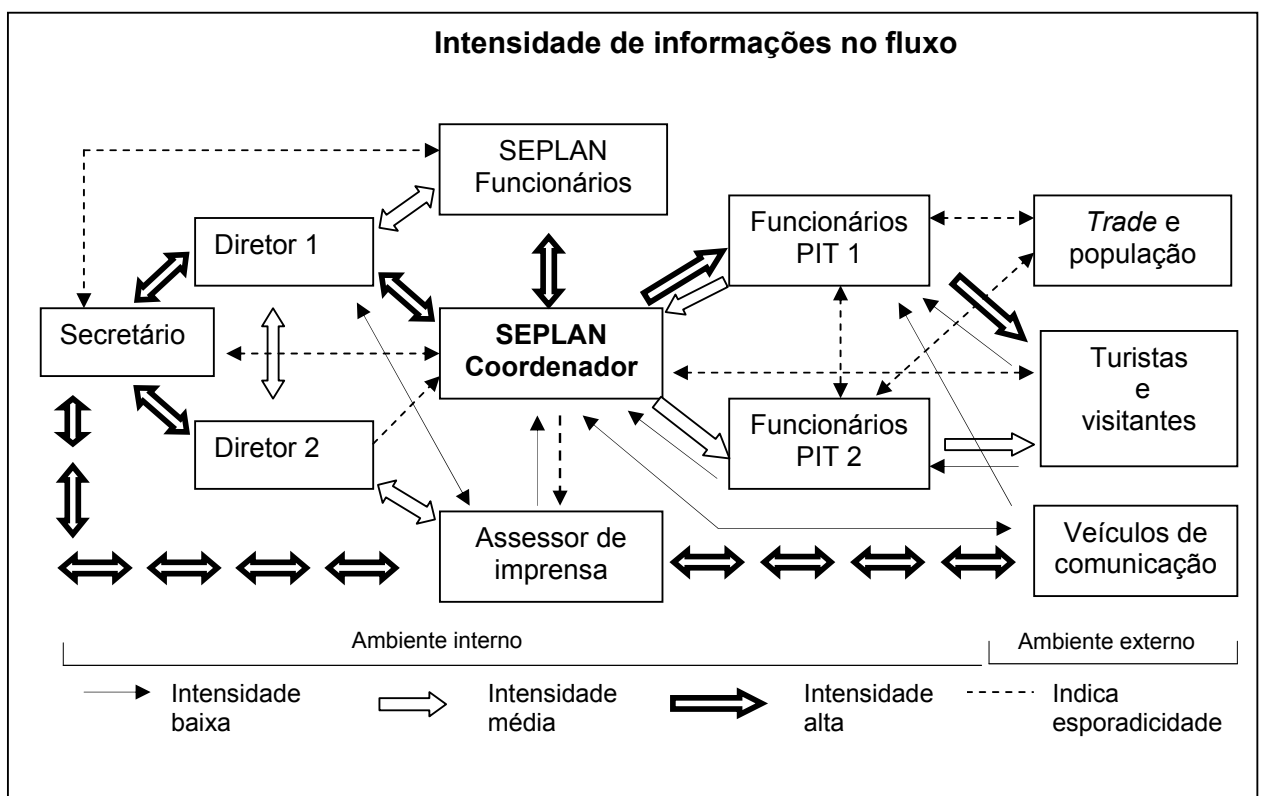 Intensidade de informações no fluxo
SEPLAN
Funcionários
Diretor 1
Funcionários
PIT 1
Trade e
população
Secretário
SEPLAN
Coordenador
Turistas
e
visitantes
Diretor 2
Funcionários
PIT 2
Assessor de
imprensa
Veículos de
comunicação
Ambiente interno
Ambiente externo
Intensidade
baixa
Intensidade
média
Intensidade
alta
Indica
esporadicidade